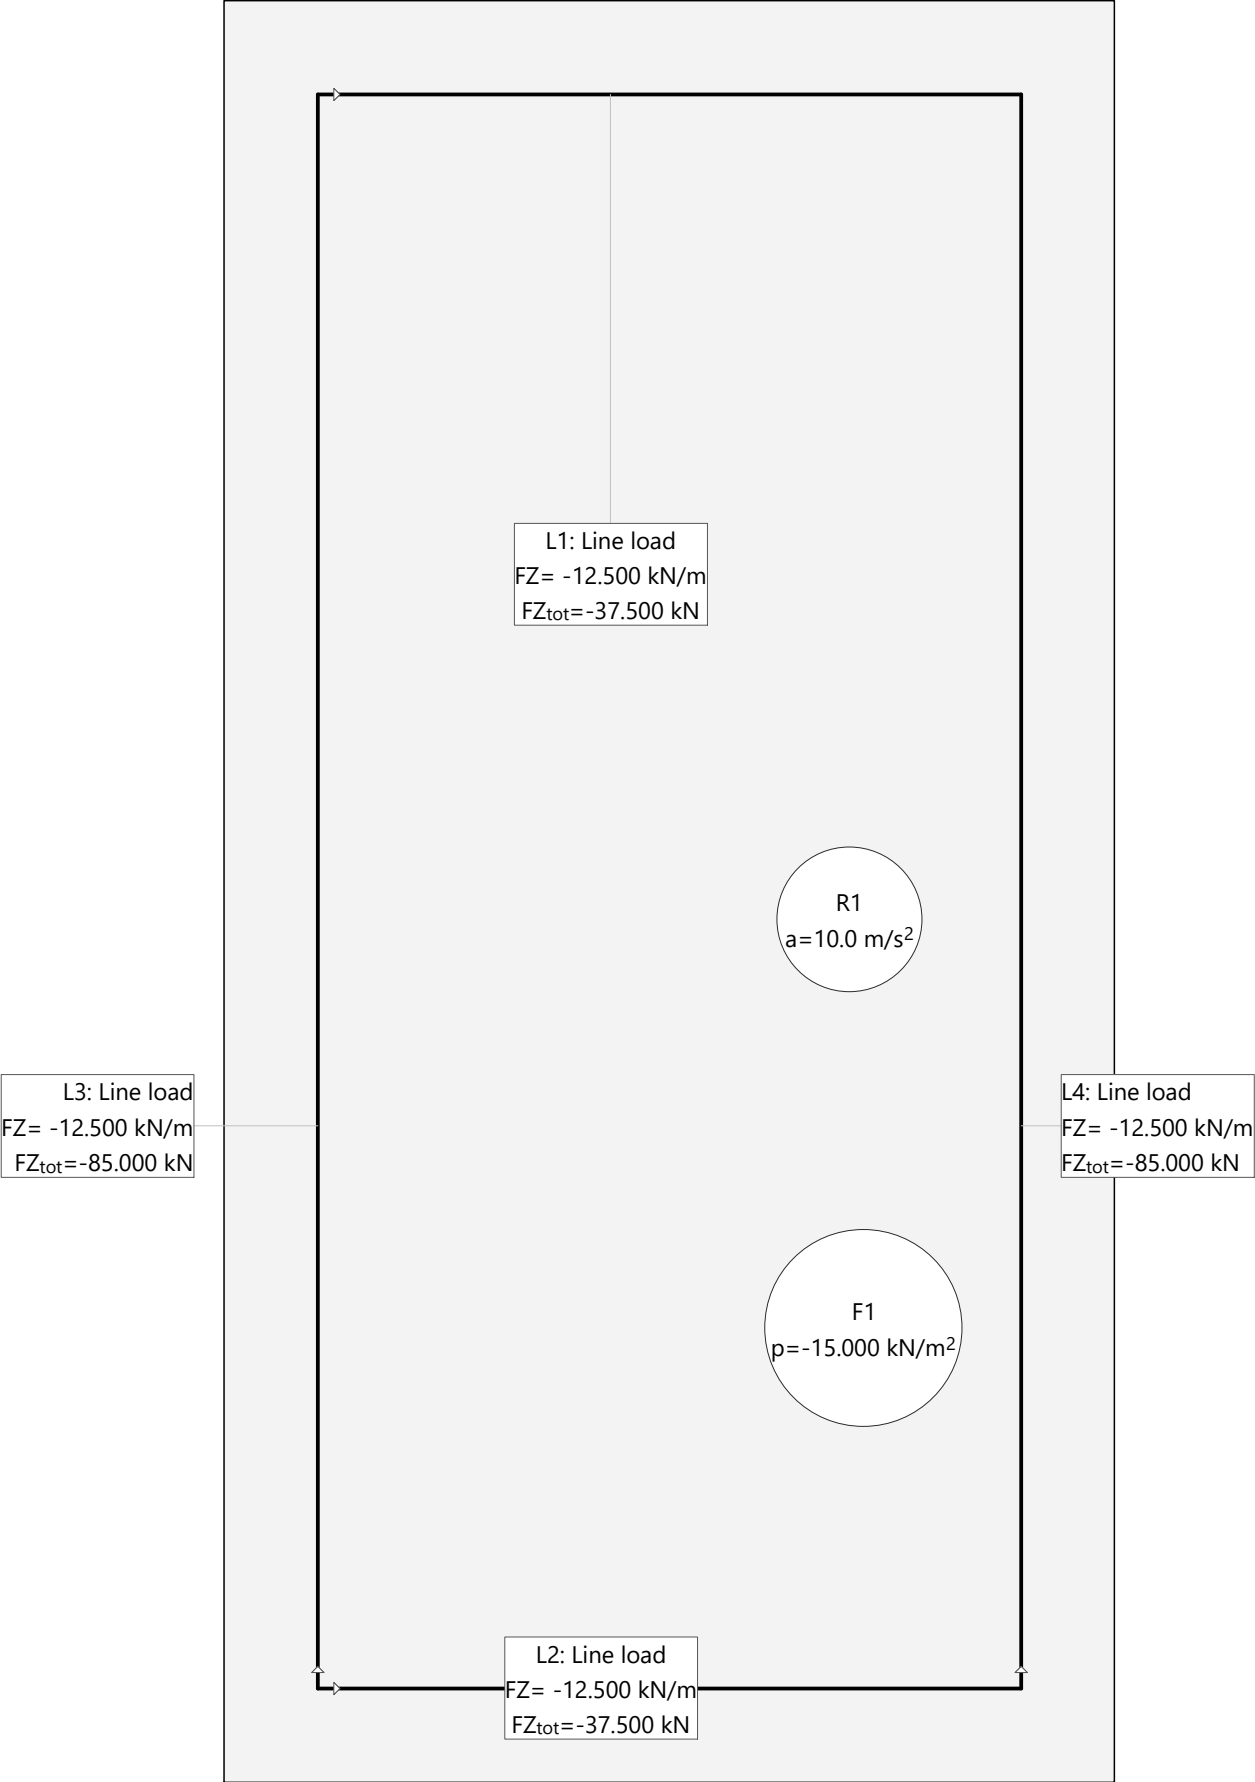 L1: Line load
FZ= -12.500 kN/m
FZtot=-37.500 kN
R1
a=10.0 m/s2
L3: Line load
FZ= -12.500 kN/m
FZtot=-85.000 kN
L4: Line load
FZ= -12.500 kN/m
FZtot=-85.000 kN
F1
p=-15.000 kN/m2
L2: Line load
FZ= -12.500 kN/m
FZtot=-37.500 kN